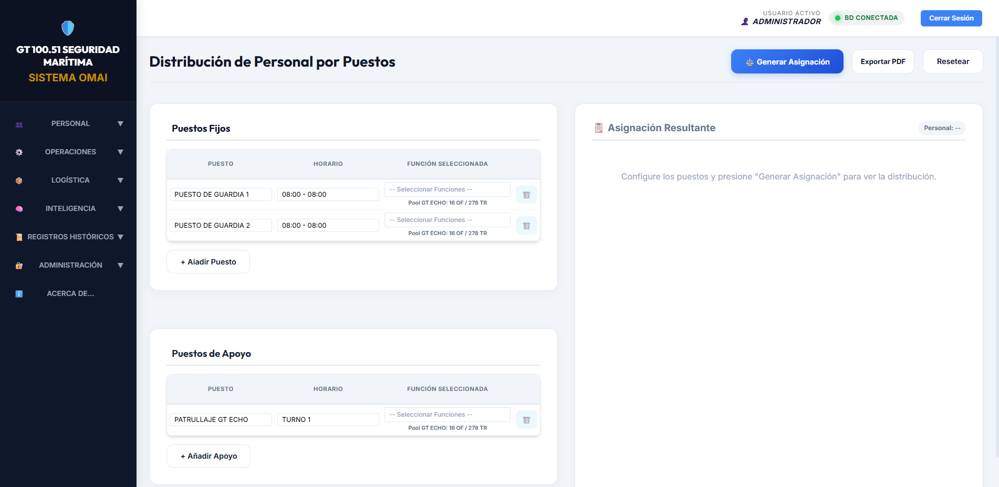 GT 100.51 SEGURIDAD
MARÍTIMA
SISTEMA OMAI
PERSONAL ▼
OPERACIONES ▼
LOGÍSTICA ▼
INTELIGENCIA ▼
REGISTROS HISTÓRICOS ▼
ADMINISTRACIÓN ▼
ACERCA DE...
USUARIO ACTIVO
ADMINISTRADOR
BD CONECTADA
Cerrar Sesión
Distribución de Personal por Puestos
Generar Asignación
Exportar PDF
Resetear
Puestos Fijos
PUESTO HORARIO FUNCIÓN SELECCIONADA
PUESTO DE GUARDIA 1 08:00 - 08:00 -- Seleccionar Funciones --
Pool GT ECHO: 16 OF / 278 TR
PUESTO DE GUARDIA 2 08:00 - 08:00 -- Seleccionar Funciones --
Pool GT ECHO: 16 OF / 278 TR
+ Aíadir Puesto
Puestos de Apoyo
PUESTO HORARIO FUNCIÓN SELECCIONADA
PATRULLAJE GT ECHO TURNO 1 -- Seleccionar Funciones --
Pool GT ECHO: 16 OF / 278 TR
+ Añadir Apoyo
Asignación Resultante
Personal: --
Configure los puestos y presione "Generar Asignación" para ver la distribución.